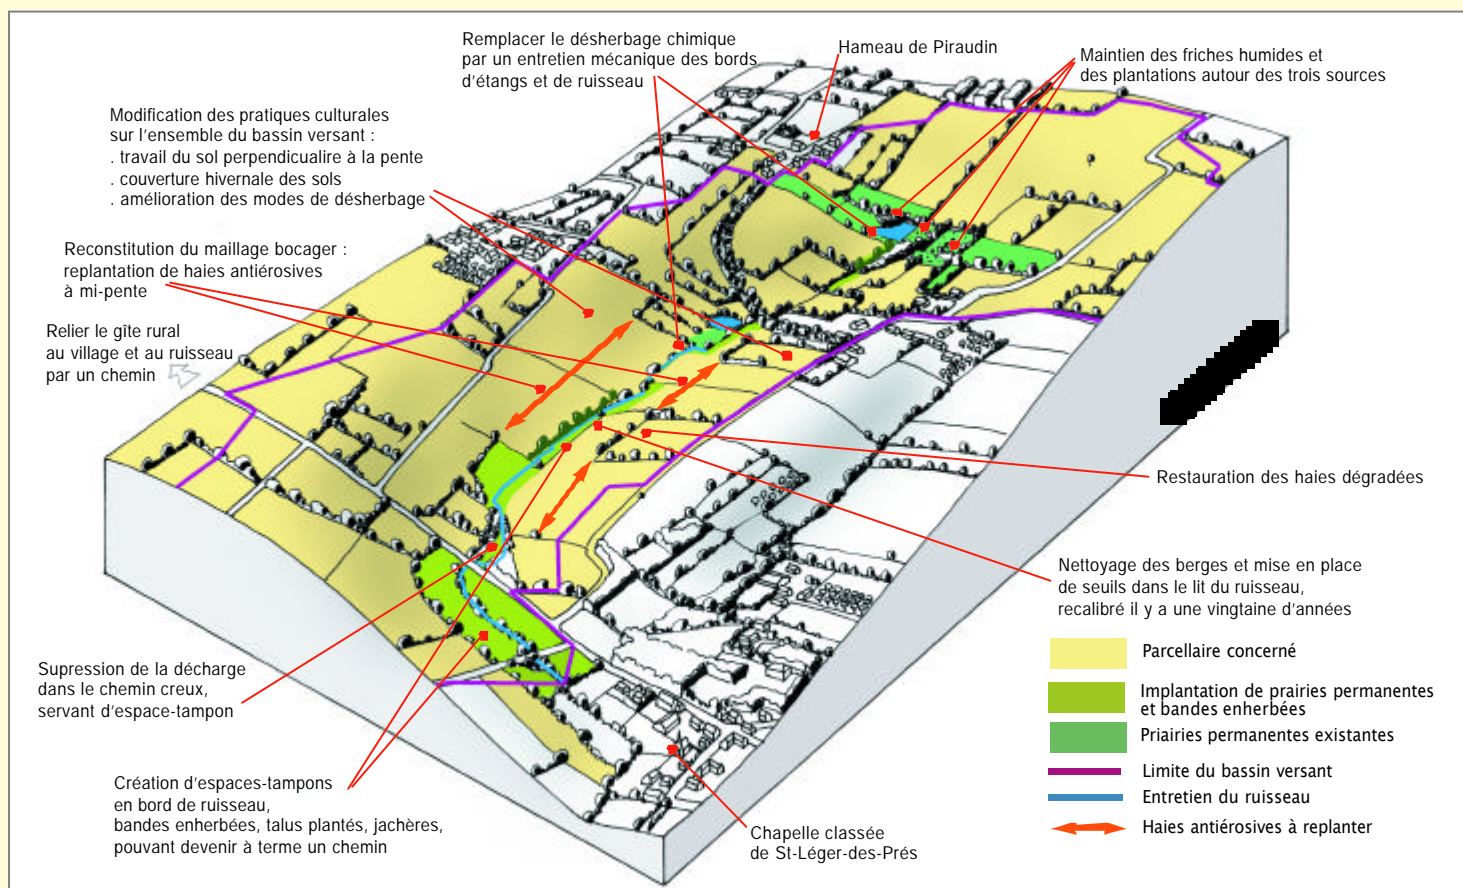 Remplacer le désherbage chimique
par un entretien mécanique des bords
d'étangs et de ruisseau
Hameau de Piraudin
Maintien des friches humides et
des plantations autour des trois sources
Modification des pratiques culturales
sur l'ensemble du bassin versant :
. travail du sol perpendicualire à la pente
. couverture hivernale des sols
. amélioration des modes de désherbage
Reconstitution du maillage bocager :
replantation de haies antiérosives
à mi-pente
Relier le gîte rural
au village et au ruisseau
par un chemin
Restauration des haies dégradées
Nettoyage des berges et mise en place
de seuils dans le lit du ruisseau,
recalibré il y a une vingtaine d'années
Supression de la décharge
dans le chemin creux,
servant d'espace-tampon
Création d'espaces-tampons
en bord de ruisseau,
bandes enherbées, talus plantés, jachères,
pouvant devenir à terme un chemin
Chapelle classée
de St-Léger-des-Prés
Parcellaire concerné
Implantation de prairies permanentes
et bandes enherbées
Priairies permanentes existantes
Limite du bassin versant
Entretien du ruisseau
Haies antiérosives à replanter